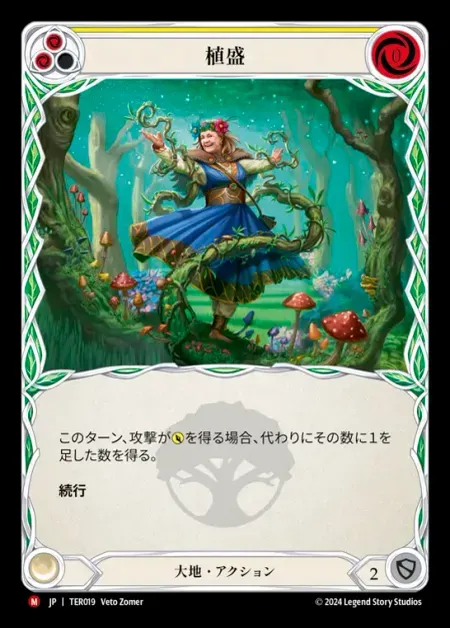 植盛
0
このターン、攻撃が を得る場合、代わりにその数に1を
足した数を得る。
続行
大地・アクション
2
M JP | TER019 Veto Zomer
© 2024 Legend Story Studios